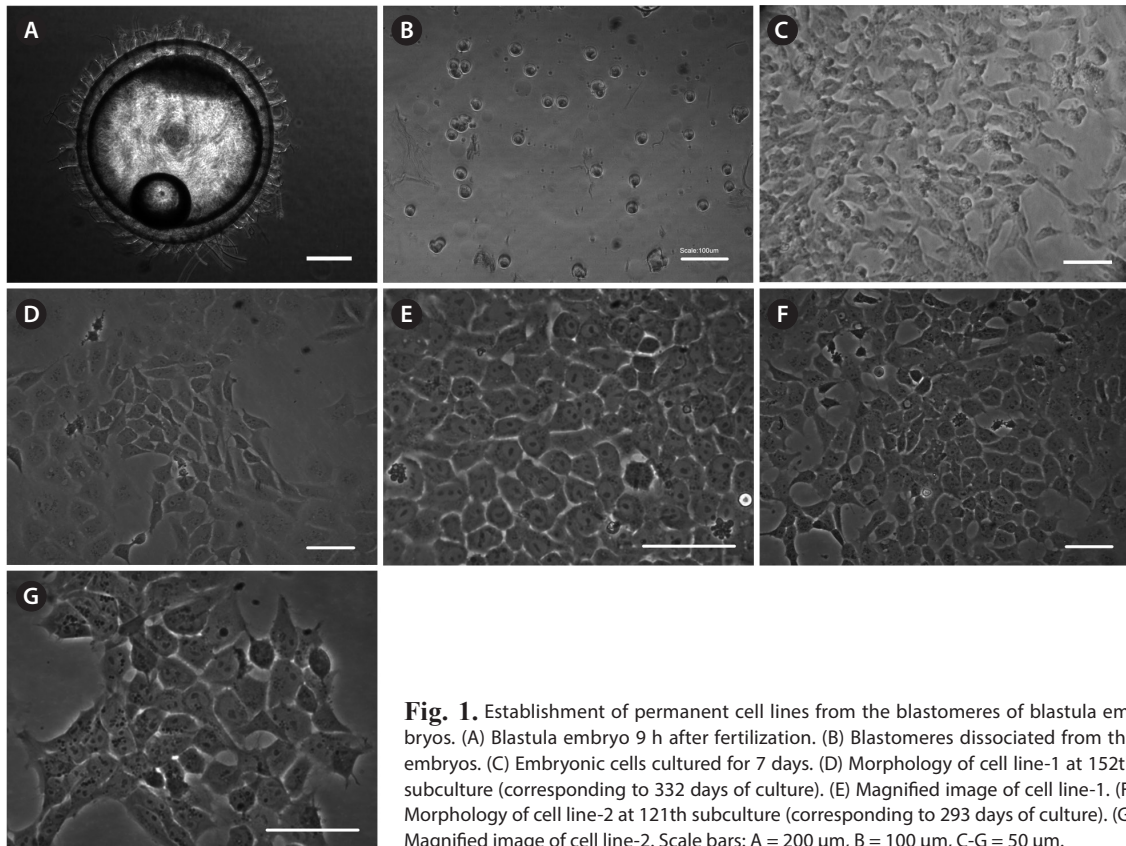 A
B
C
Scale:100um
D
E
F
G
Fig. 1. Establishment of permanent cell lines from the blastomeres of blastula em
bryos. (A) Blastula embryo 9 h after fertilization. (B) Blastomeres dissociated from th
embryos. (C) Embryonic cells cultured for 7 days. (D) Morphology of cell line-1 at 152t
subculture (corresponding to 332 days of culture). (E) Magnified image of cell line-1. (F
Morphology of cell line-2 at 121th subculture (corresponding to 293 days of culture). (G
Magnified image of cell line-2. Scale bars: A = 200 μm, B = 100 μm, C-G = 50 μm.